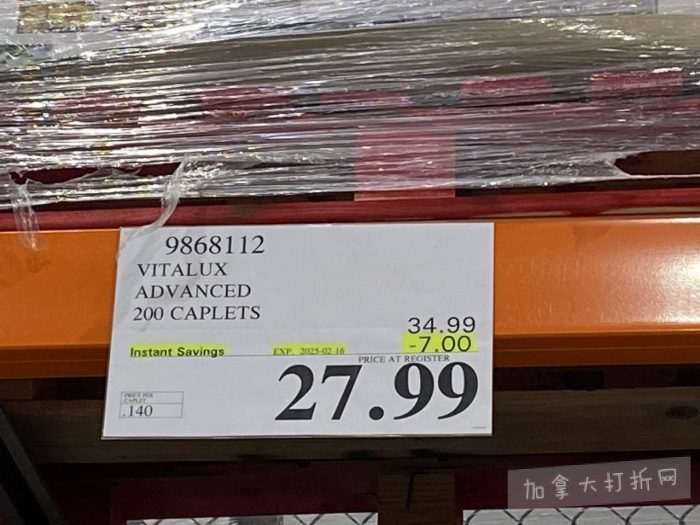 9868112
VITALUX
ADVANCED
200 CAPLETS
34.99
Instant Savings EXP. 2025-02-16 -7.00
PRICE AT REGISTER
27.99
PRICE PER
CAPLET
.140
加拿大打折网